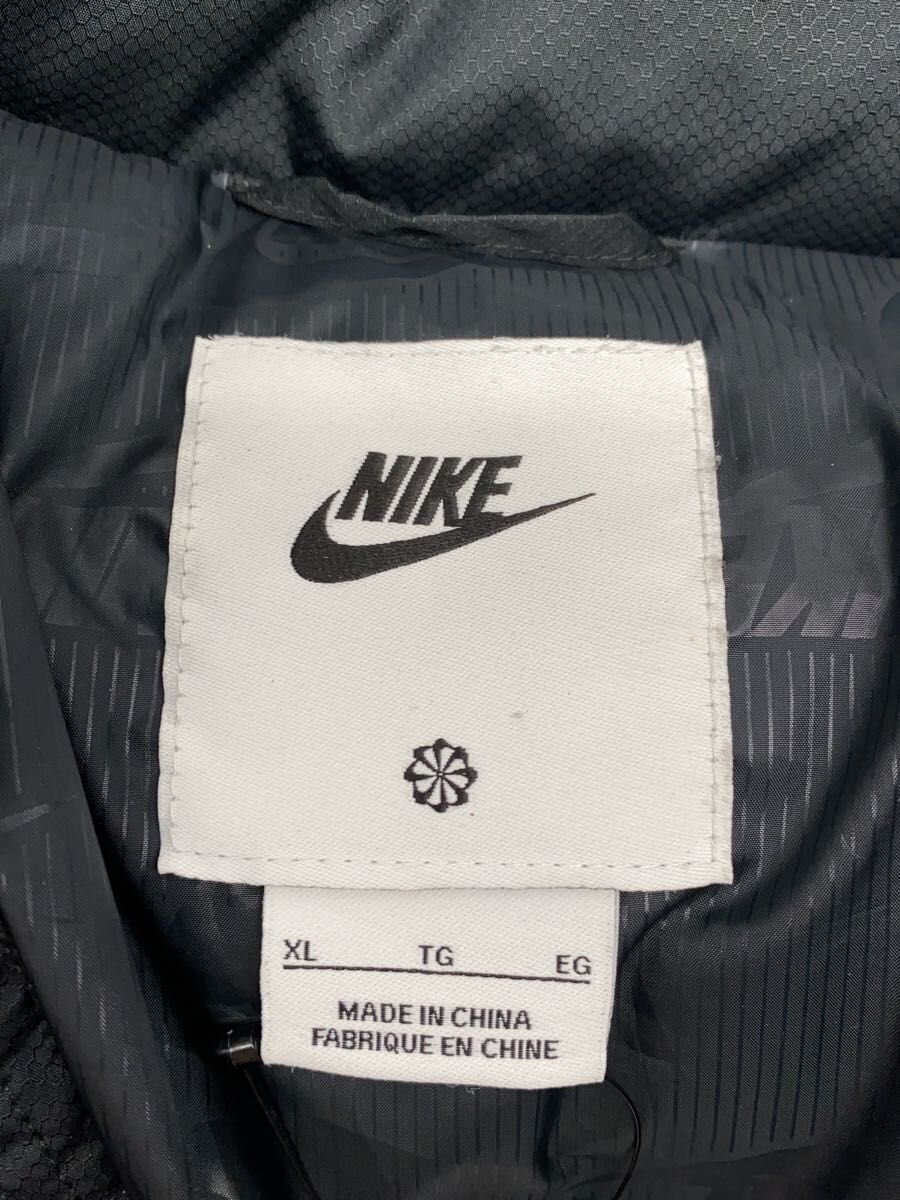 NIKE
XL TG EG
MADE IN CHINA
FABRIQUE EN CHINE